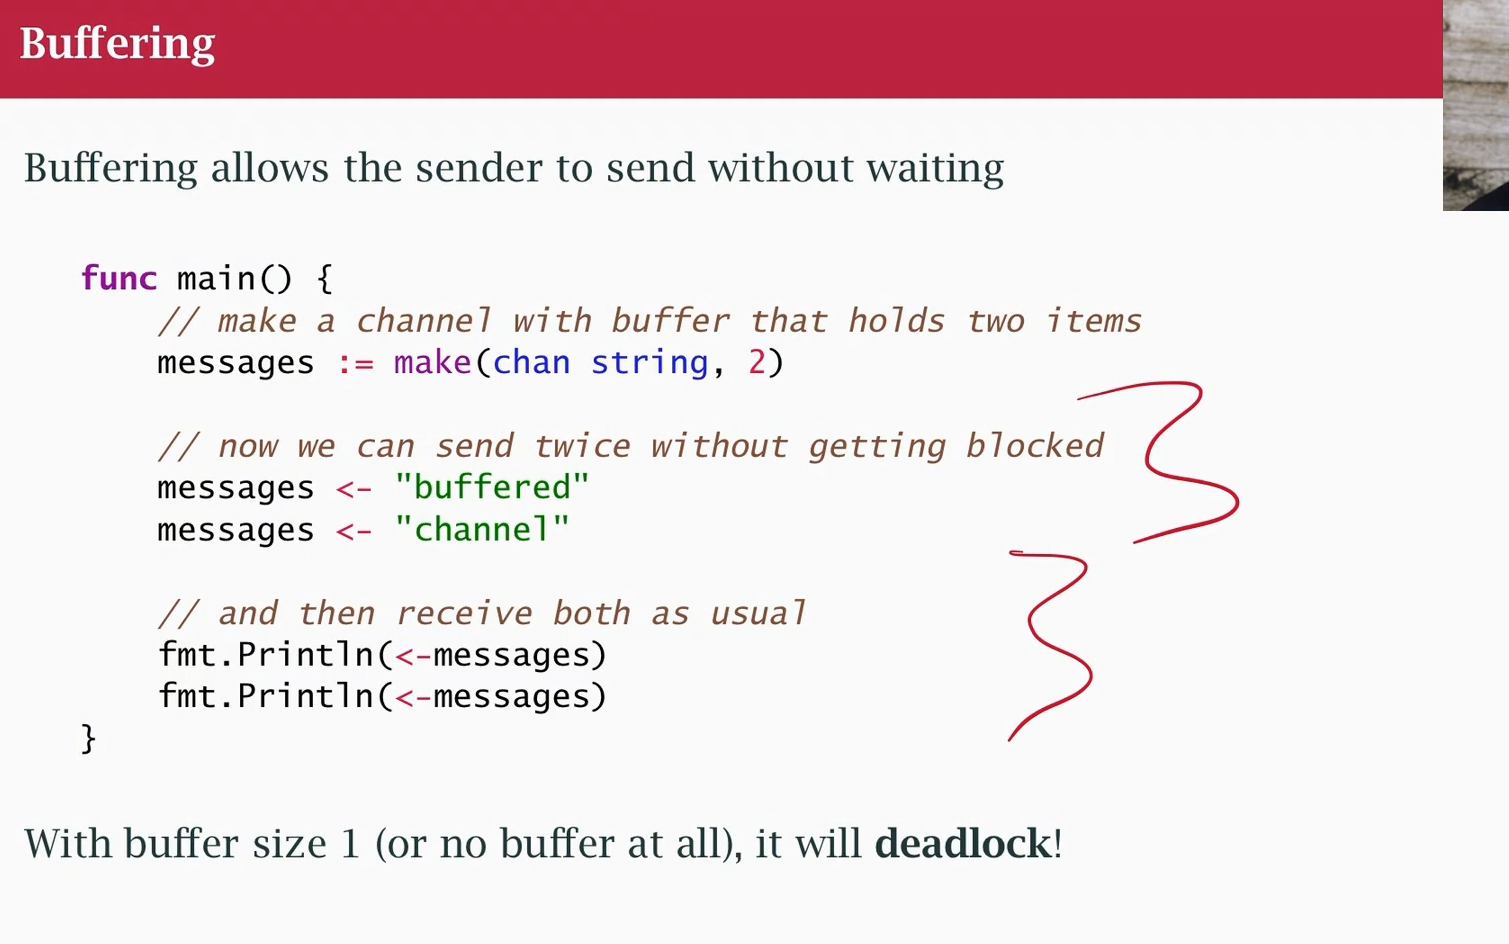 Buffering
Buffering allows the sender to send without waiting
func main() {
// make a channel with buffer that holds two items
messages := make(chan string, 2)
// now we can send twice without getting blocked
messages <- "buffered"
messages <- "channel"
// and then receive both as usual
fmt.Println(<-messages)
fmt.Println(<-messages)
}
With buffer size 1 (or no buffer at all), it will deadlock!